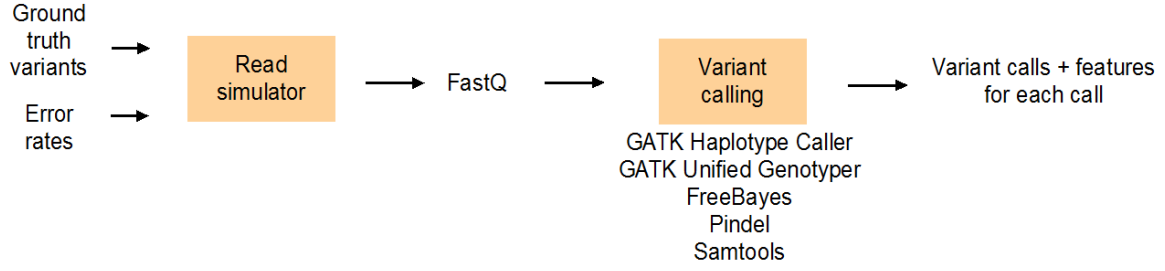 Ground
truth
variants
Error
rates
Read
simulator
FastQ
Variant
calling
GATK Haplotype Caller
GATK Unified Genotyper
FreeBayes
Pindel
Samtools
Variant calls + features
for each call